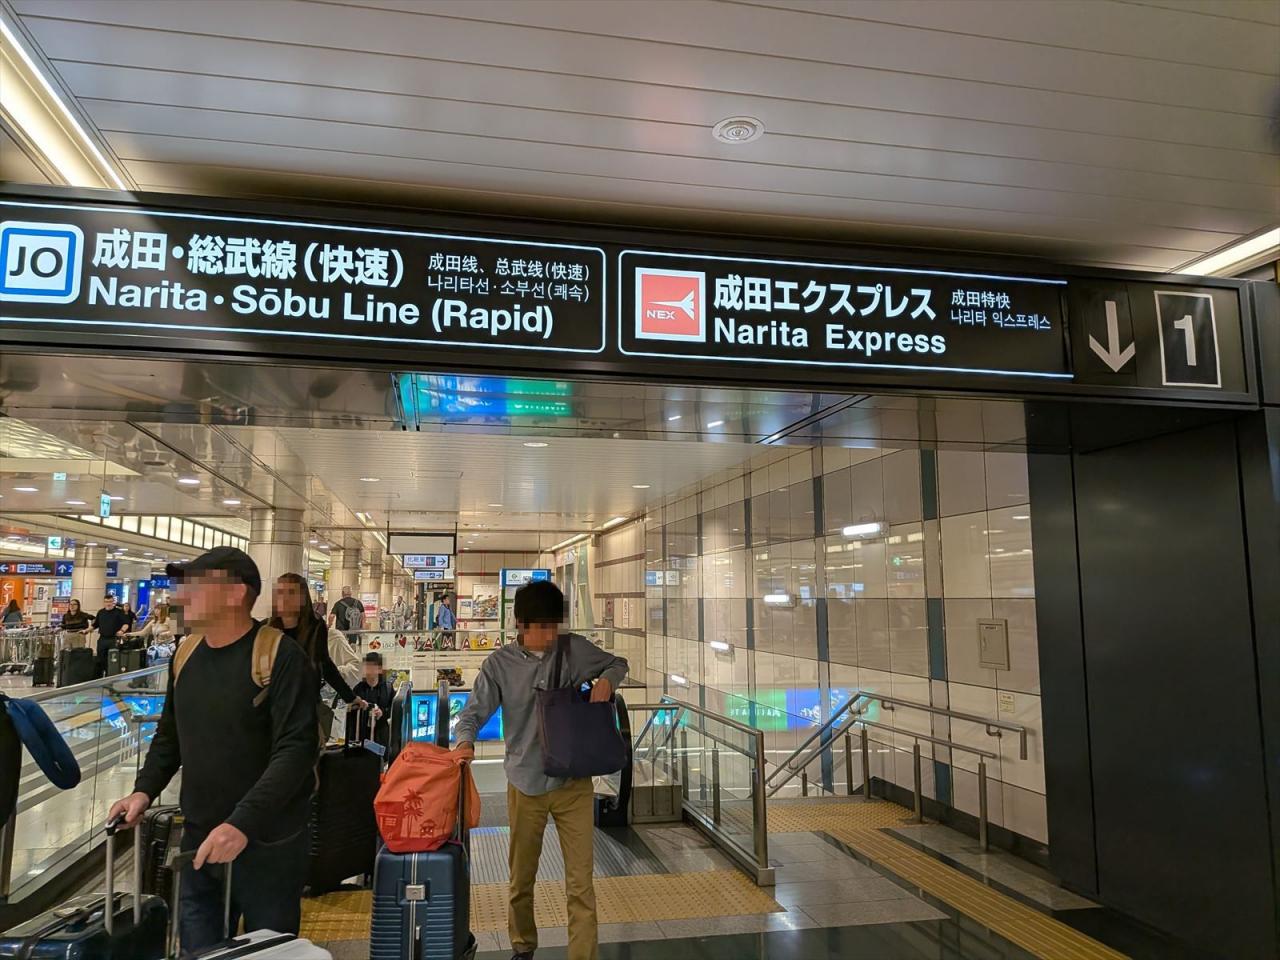 JO
成田・総武線(快速)
Narita・Sōbu Line (Rapid)
成田线、总武线(快速)
나리타선·소부선(쾌속)
NEX
成田エクスプレス
Narita Express
成田特快
나리타 익스프레스
1